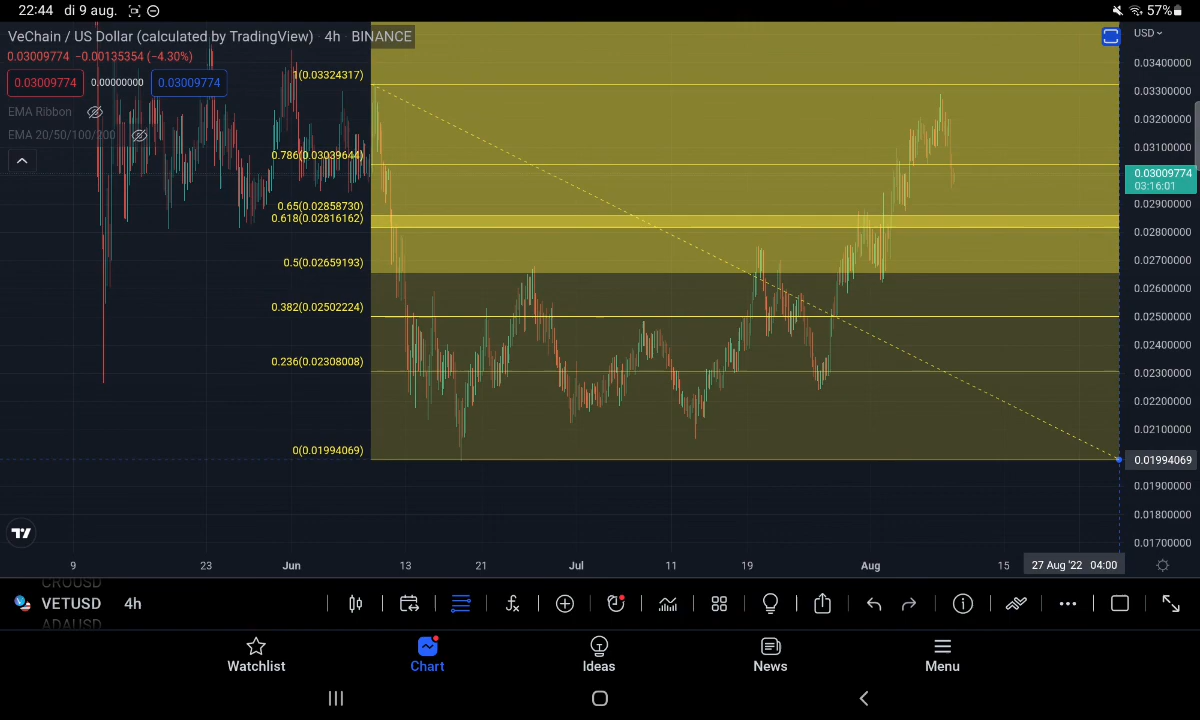 22:44 di 9 aug. 57%
VeChain / US Dollar (calculated by TradingView) 4h BINANCE
USD
0.03009774 −0.00135354 (−4.30%)
0.03009774 0.00000000 0.03009774
EMA Ribbon
EMA 20/50/100/200
1(0.03324317)
0.786(0.03039644)
0.65(0.02858730)
0.618(0.02816162)
0.5(0.02659193)
0.382(0.02502224)
0.236(0.02308008)
0(0.01994069)
0.03400000
0.03300000
0.03200000
0.03100000
0.03009774
03:16:01
0.02900000
0.02800000
0.02700000
0.02600000
0.02500000
0.02400000
0.02300000
0.02200000
0.02100000
0.01994069
0.01900000
0.01800000
0.01700000
9 23 Jun 13 21 Jul 11 19 Aug 15 27 Aug '22 04:00
CROUSD
VETUSD 4h
ADAUSD
Watchlist Chart Ideas News Menu